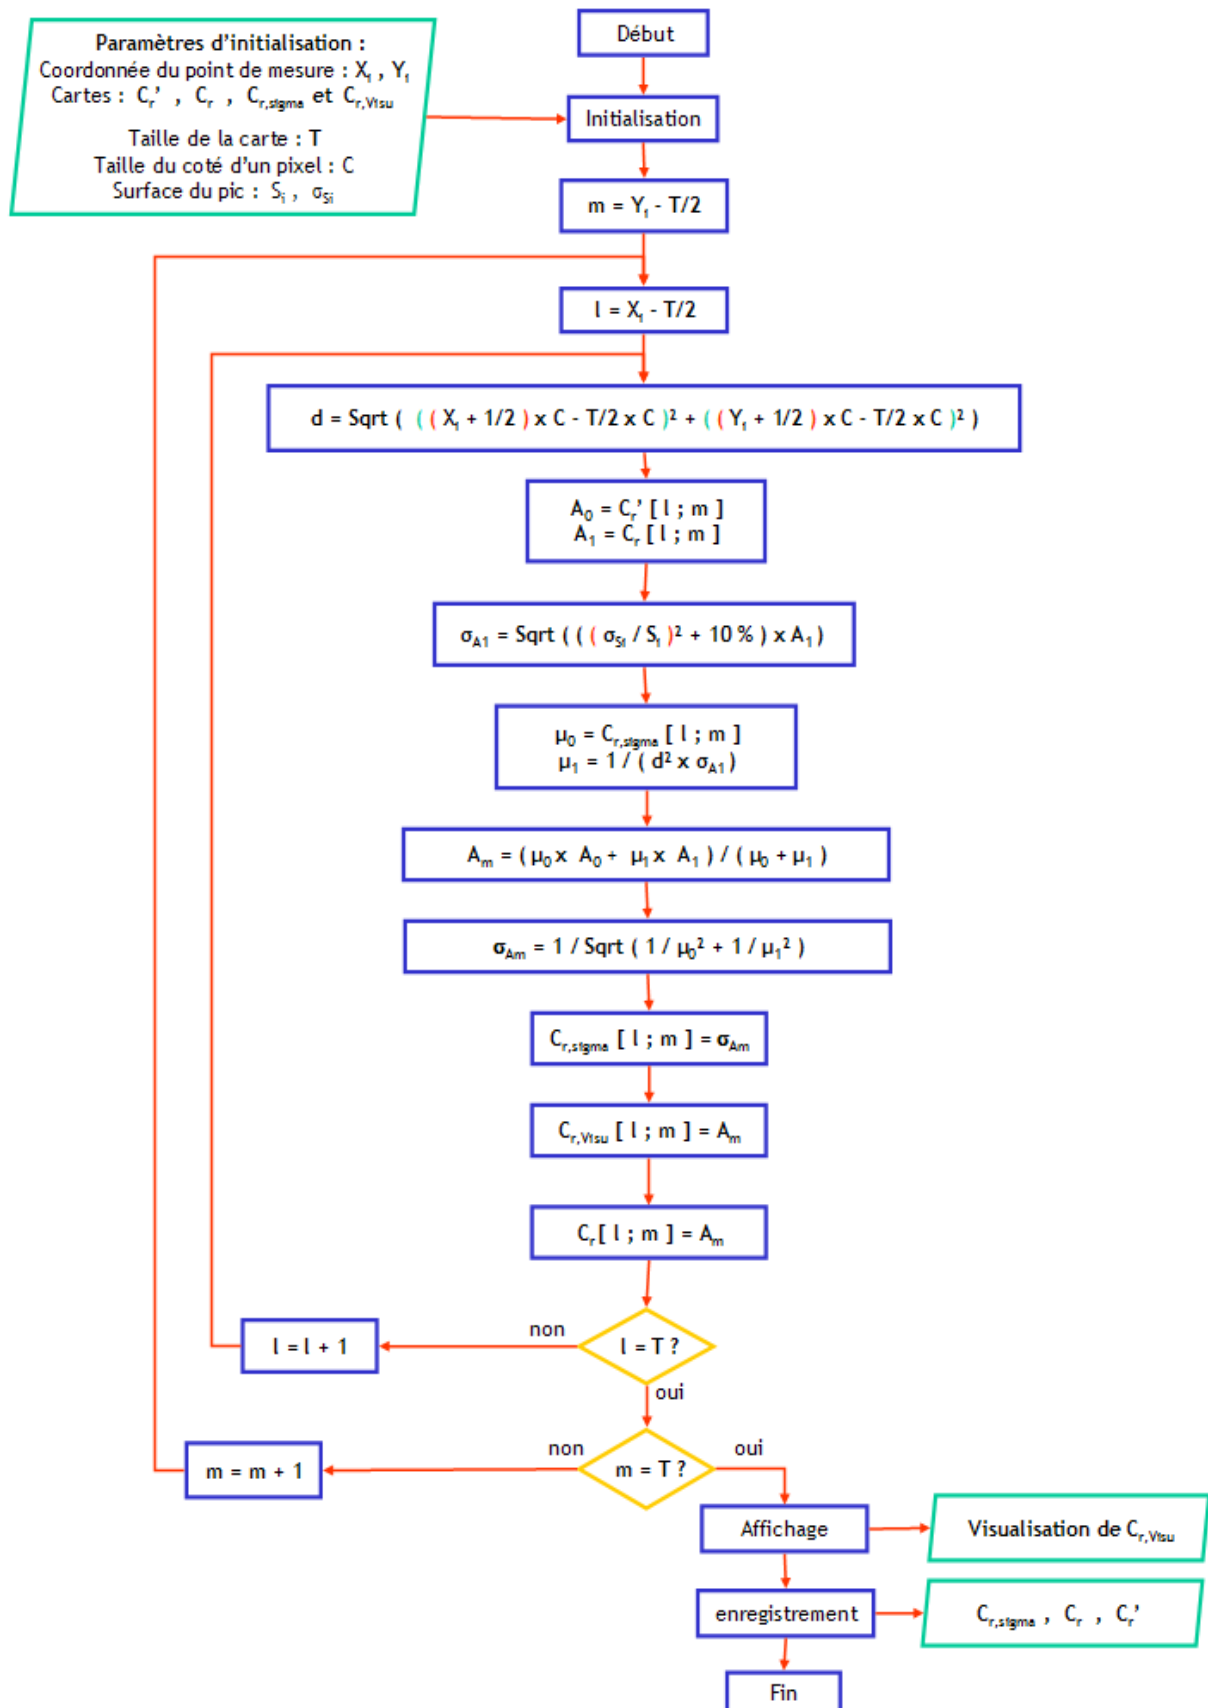 Paramètres d'initialisation :
Coordonnée du point de mesure : X₁ , Y₁
Cartes : Cᵣ' , Cᵣ , Cr,sigma et Cr,Visu
Taille de la carte : T
Taille du coté d'un pixel : C
Surface du pic : Sᵢ , σSi
Début
Initialisation
m = Y₁ - T/2
l = X₁ - T/2
d = Sqrt ( ( ( X₁ + 1/2 ) x C - T/2 x C )² + ( ( Y₁ + 1/2 ) x C - T/2 x C )² )
A₀ = Cᵣ' [ l ; m ]
A₁ = Cᵣ [ l ; m ]
σA1 = Sqrt ( ( ( σSi / Sᵢ )² + 10 % ) x A₁ )
µ₀ = Cr,sigma [ l ; m ]
µ₁ = 1 / ( d² x σA1 )
Aₘ = ( µ₀ x A₀ + µ₁ x A₁ ) / ( µ₀ + µ₁ )
σAm = 1 / Sqrt ( 1 / µ₀² + 1 / µ₁² )
Cr,sigma [ l ; m ] = σAm
Cr,Visu [ l ; m ] = Aₘ
Cᵣ [ l ; m ] = Aₘ
l = T ?
non
l = l + 1
oui
m = T ?
non
m = m + 1
oui
Affichage
Visualisation de Cr,Visu
enregistrement
Cr,sigma , Cᵣ , Cᵣ'
Fin